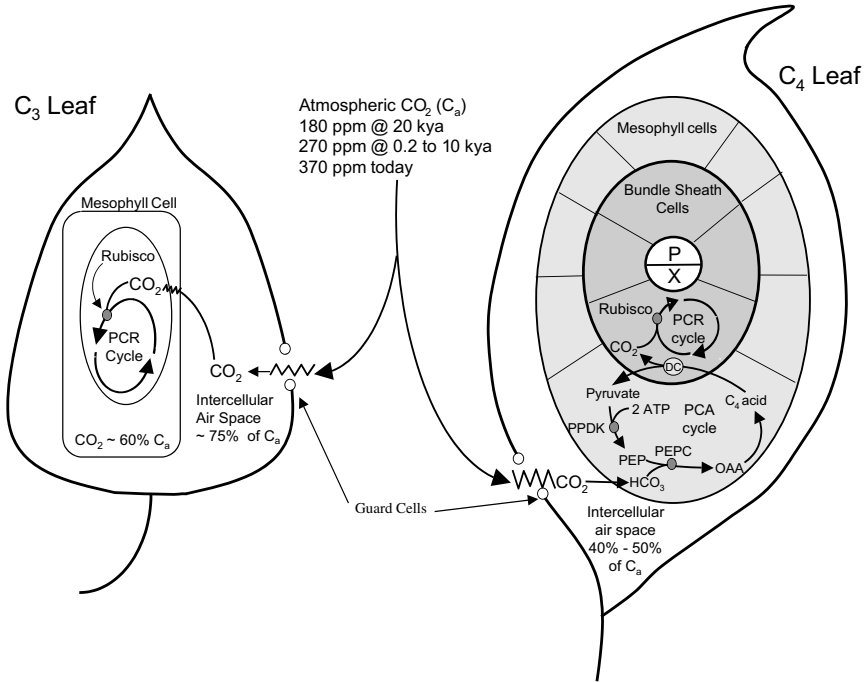 C₃ Leaf
Mesophyll Cell
Rubisco
CO₂
PCR
Cycle
CO₂ ~ 60% Cₐ
CO₂
Intercellular
Air Space
~ 75% of Cₐ
Atmospheric CO₂ (Cₐ)
180 ppm @ 20 kya
270 ppm @ 0.2 to 10 kya
370 ppm today
Guard Cells
C₄ Leaf
Mesophyll cells
Bundle Sheath
Cells
P
X
Rubisco
PCR
cycle
CO₂
DC
Pyruvate
C₄ acid
2 ATP
PCA
cycle
PPDK
PEP
PEPC
OAA
HCO₃
CO₂
Intercellular
air space
40% - 50%
of Cₐ